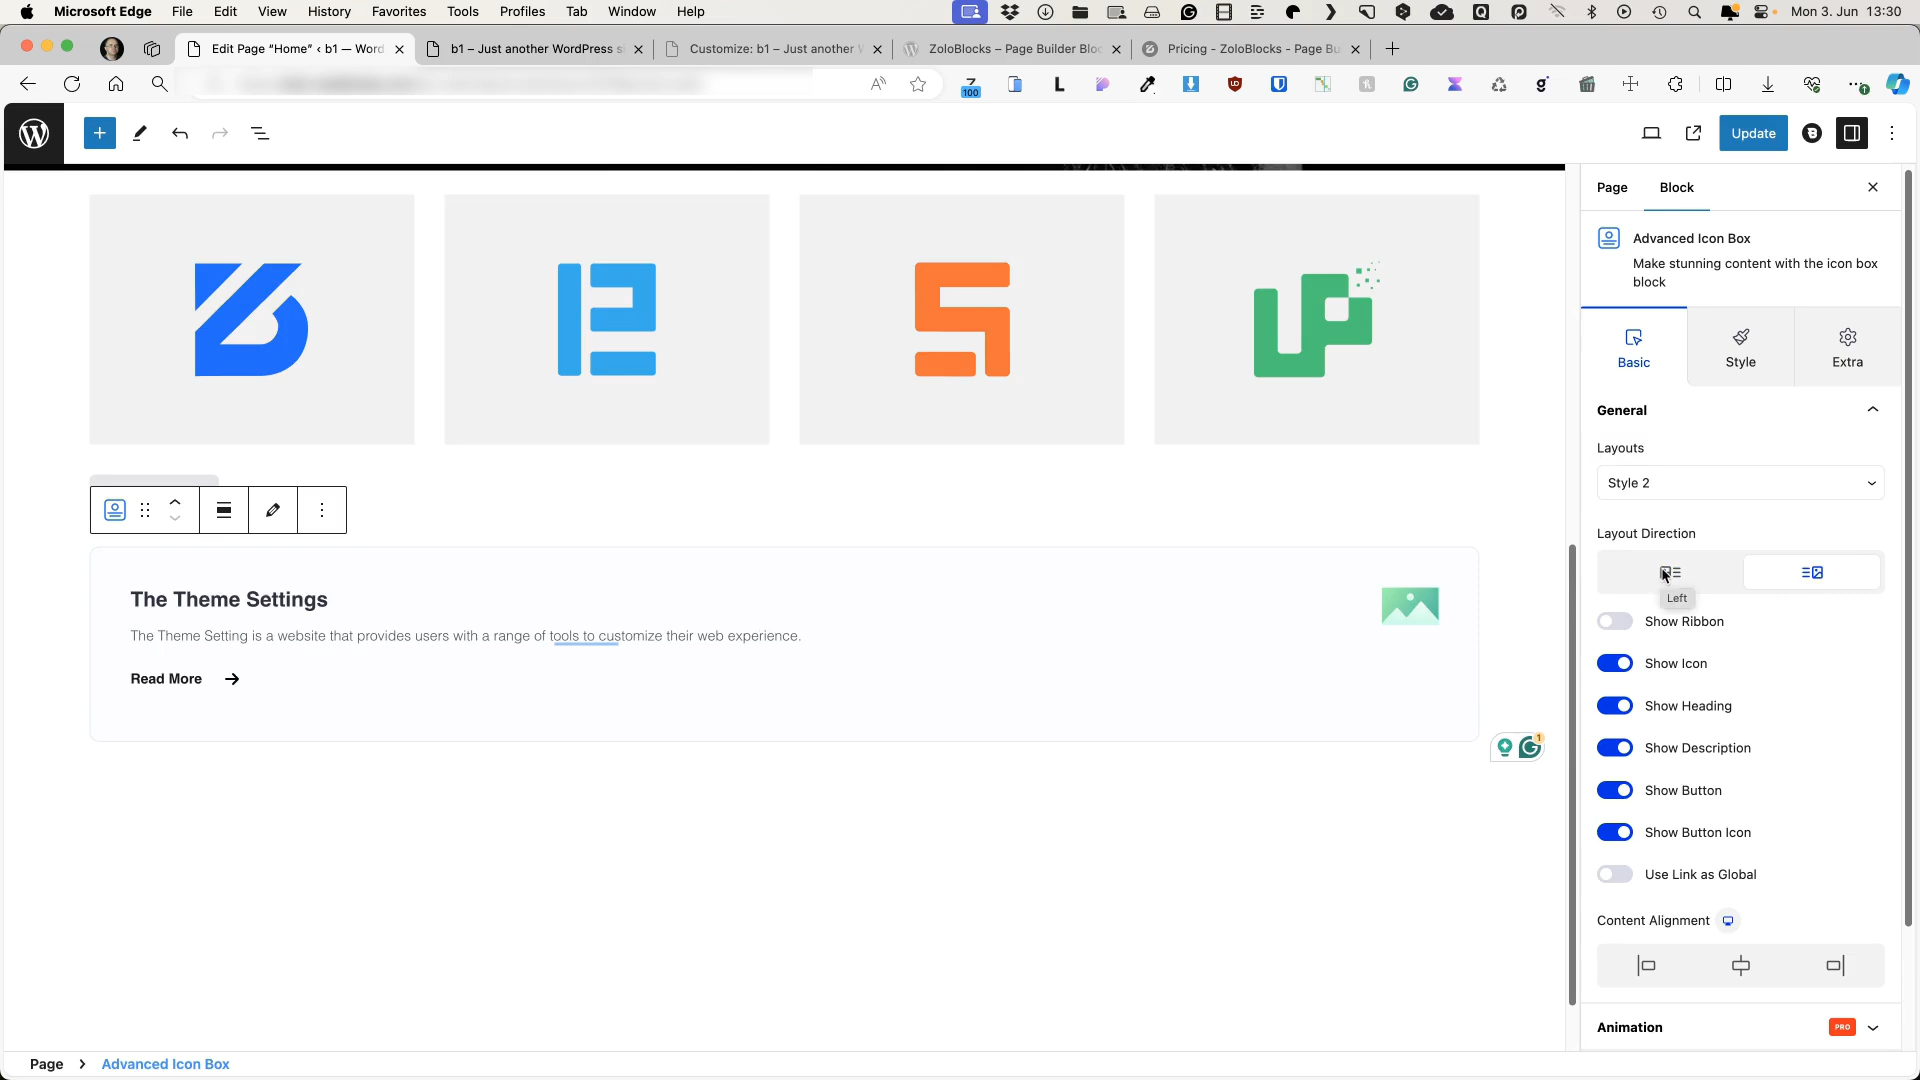 Microsoft Edge File Edit View History Favorites Tools Profiles Tab Window Help Mon 3. Jun 13:30
Edit Page “Home” ‹ b1 — Word
b1 – Just another WordPress s
Customize: b1 – Just another
ZoloBlocks – Page Builder Bloc
Pricing - ZoloBlocks - Page Bu
100
Update
Page Block
Advanced Icon Box
Make stunning content with the icon box
block
Basic Style Extra
General
Layouts
Style 2
Layout Direction
Left
Show Ribbon
Show Icon
Show Heading
Show Description
Show Button
Show Button Icon
Use Link as Global
Content Alignment
Animation PRO
The Theme Settings
The Theme Setting is a website that provides users with a range of tools to customize their web experience.
Read More
1
Page Advanced Icon Box